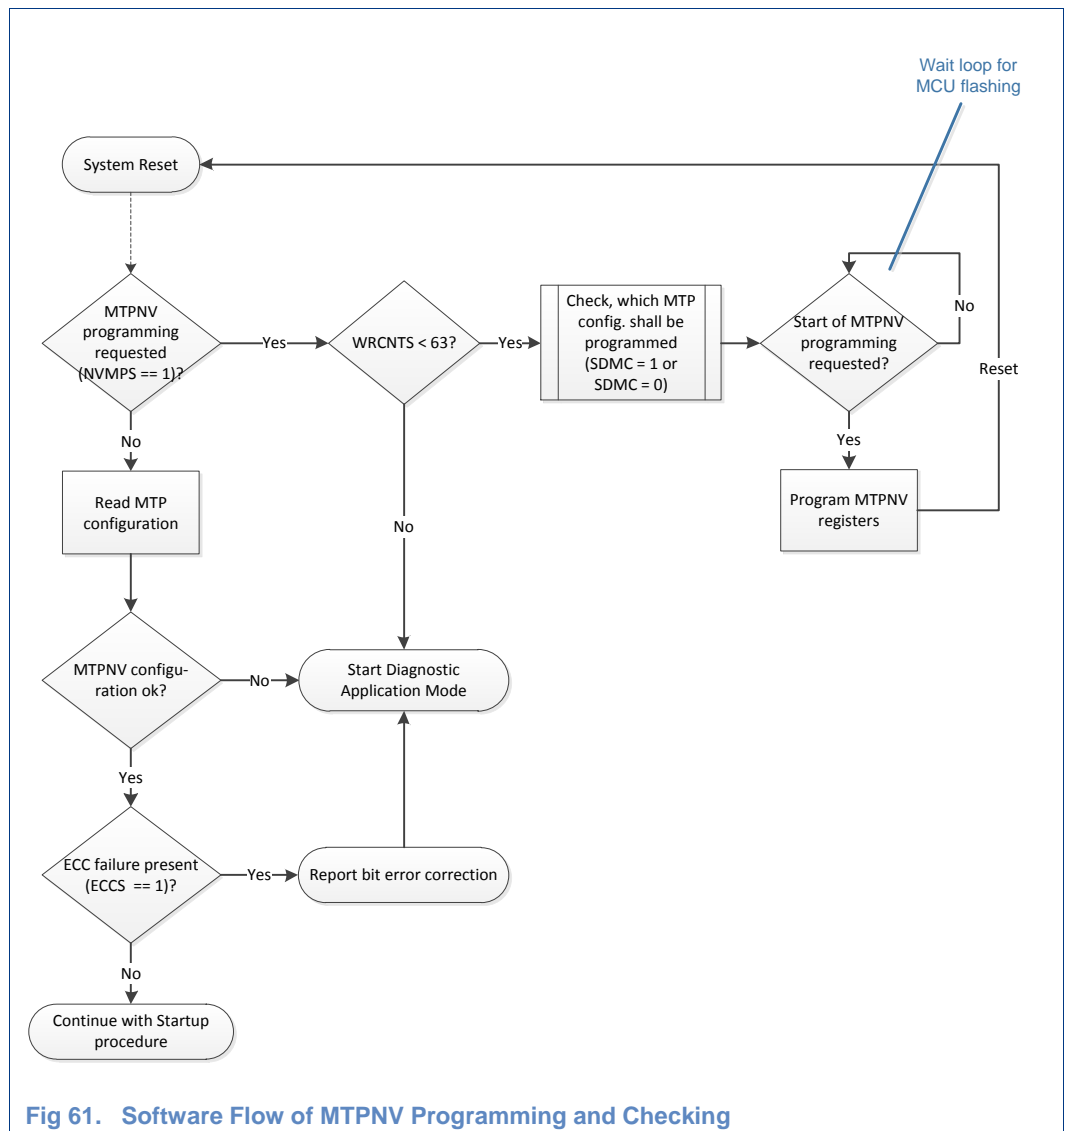 Wait loop for
MCU flashing
System Reset
MTPNV
programming
requested
(NVMPS == 1)?
Yes
WRCNTS < 63?
Yes
Check, which MTP
config. shall be
programmed
(SDMC = 1 or
SDMC = 0)
Start of MTPNV
programming
requested?
No
Reset
No
Yes
Read MTP
configuration
Program MTPNV
registers
No
MTPNV configu-
ration ok?
No
Start Diagnostic
Application Mode
Yes
ECC failure present
(ECCS == 1)?
Yes
Report bit error correction
No
Continue with Startup
procedure
Fig 61. Software Flow of MTPNV Programming and Checking